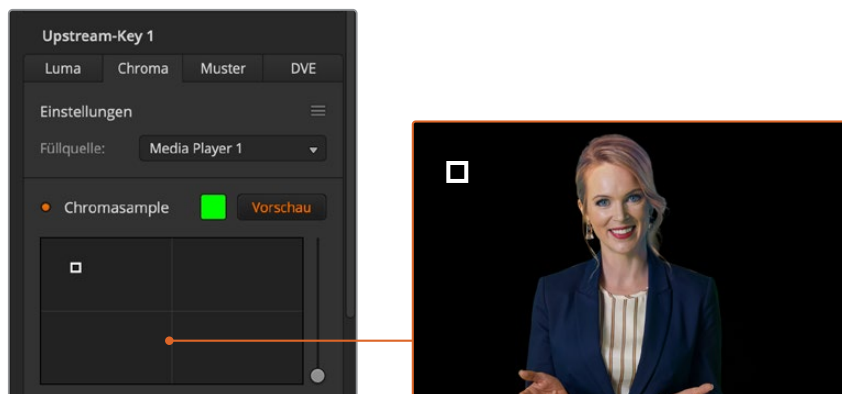 Upstream-Key 1
Luma Chroma Muster DVE
Einstellungen
Füllquelle: Media Player 1
Chromasample Vorschau